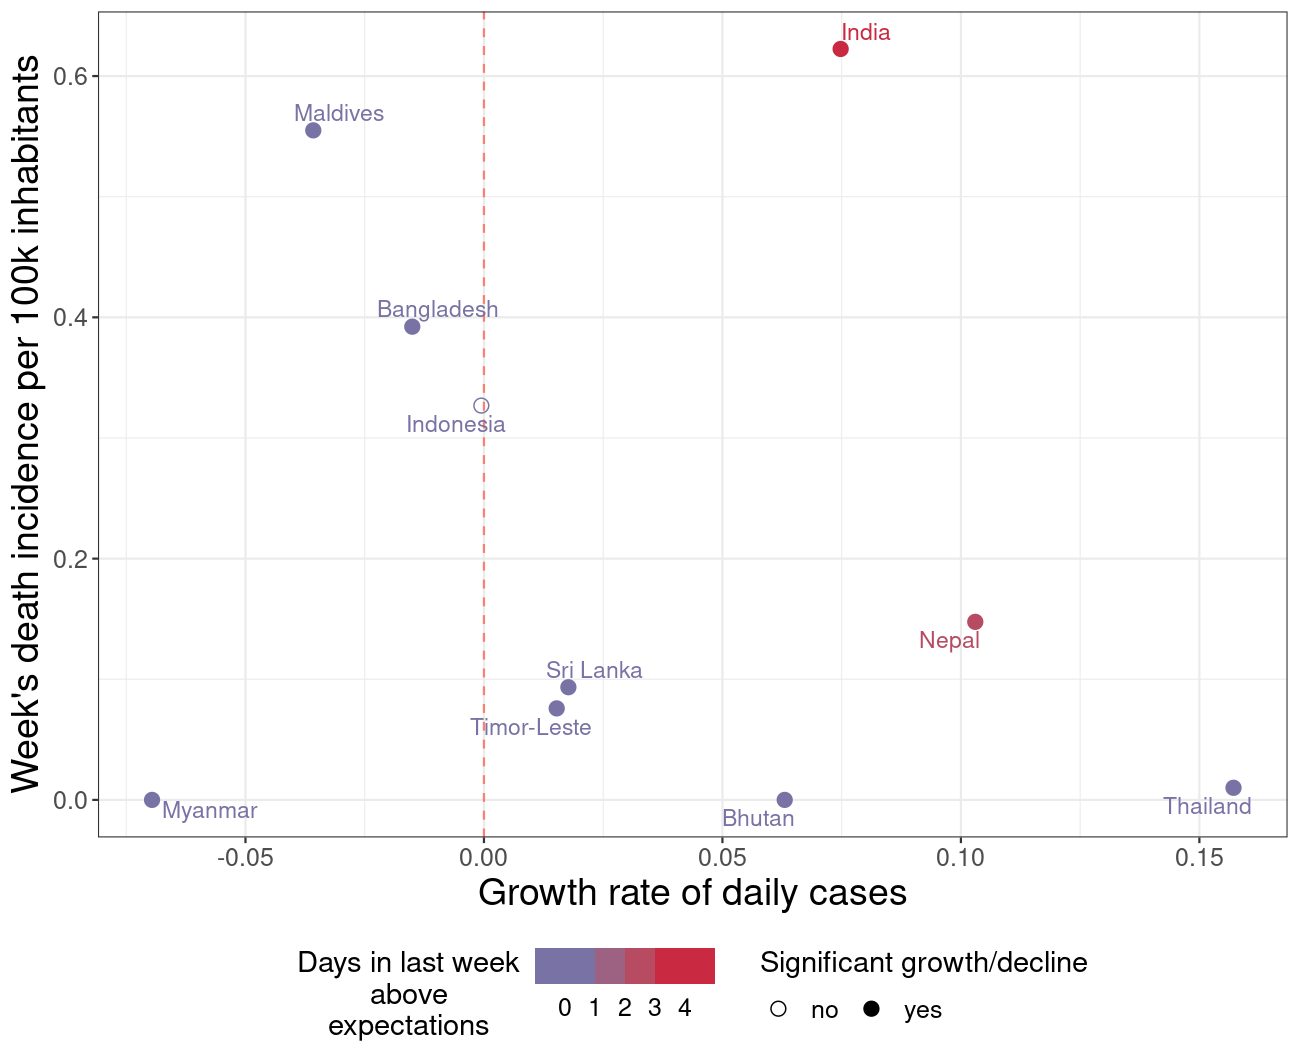 India
Maldives
Bangladesh
Indonesia
Nepal
Sri Lanka
Timor-Leste
Myanmar
Bhutan
Thailand
Week's death incidence per 100k inhabitants
0.6
0.4
0.2
0.0
-0.05 0.00 0.05 0.10 0.15
Growth rate of daily cases
Days in last week
above
expectations
0 1 2 3 4
Significant growth/decline
no yes